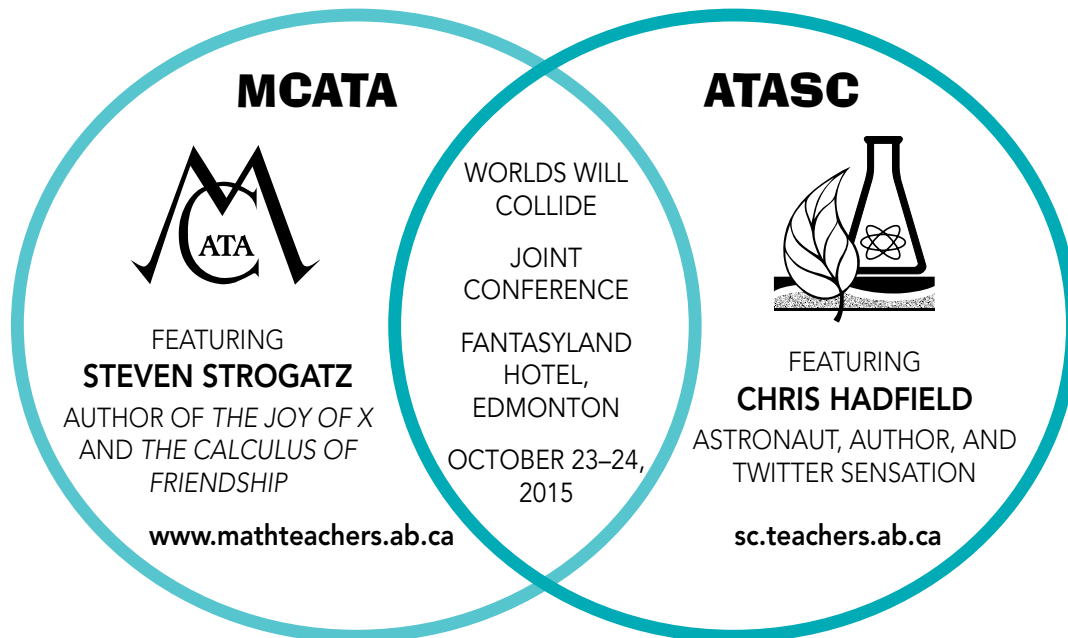 MCATA
M
C
ATA
FEATURING
STEVEN STROGATZ
AUTHOR OF THE JOY OF X
AND THE CALCULUS OF
FRIENDSHIP
www.mathteachers.ab.ca
WORLDS WILL
COLLIDE
JOINT
CONFERENCE
FANTASYLAND
HOTEL,
EDMONTON
OCTOBER 23–24,
2015
ATASC
FEATURING
CHRIS HADFIELD
ASTRONAUT, AUTHOR, AND
TWITTER SENSATION
sc.teachers.ab.ca